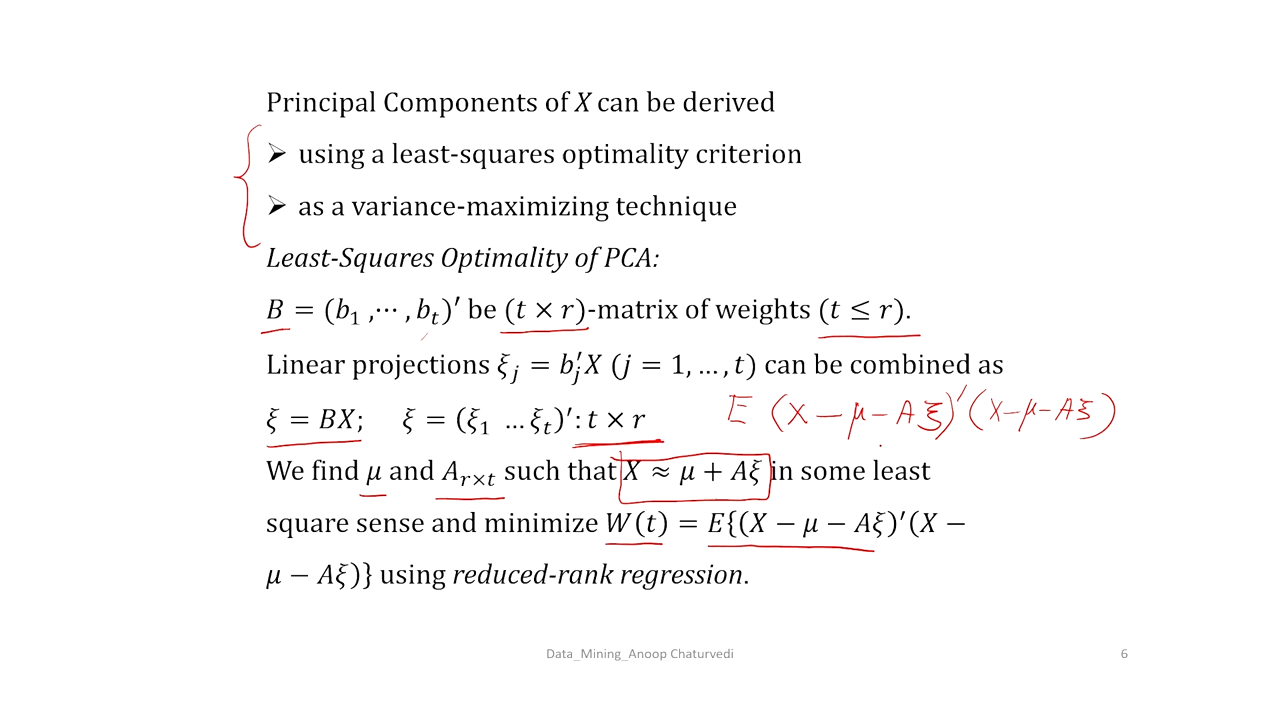 Principal Components of X can be derived
➢ using a least-squares optimality criterion
➢ as a variance-maximizing technique
Least-Squares Optimality of PCA:
B = (b₁ ,⋯ , bₜ)′ be (t × r)-matrix of weights (t ≤ r).
Linear projections ξⱼ = b′ⱼX (j = 1, … , t) can be combined as
ξ = BX; ξ = (ξ₁ … ξₜ)′: t × r
E (X − μ − Aξ)′(X − μ − Aξ)
We find μ and Aᵣₓₜ such that X ≈ μ + Aξ in some least
square sense and minimize W(t) = E{(X − μ − Aξ)′(X −
μ − Aξ)} using reduced-rank regression.
Data_Mining_Anoop Chaturvedi
6